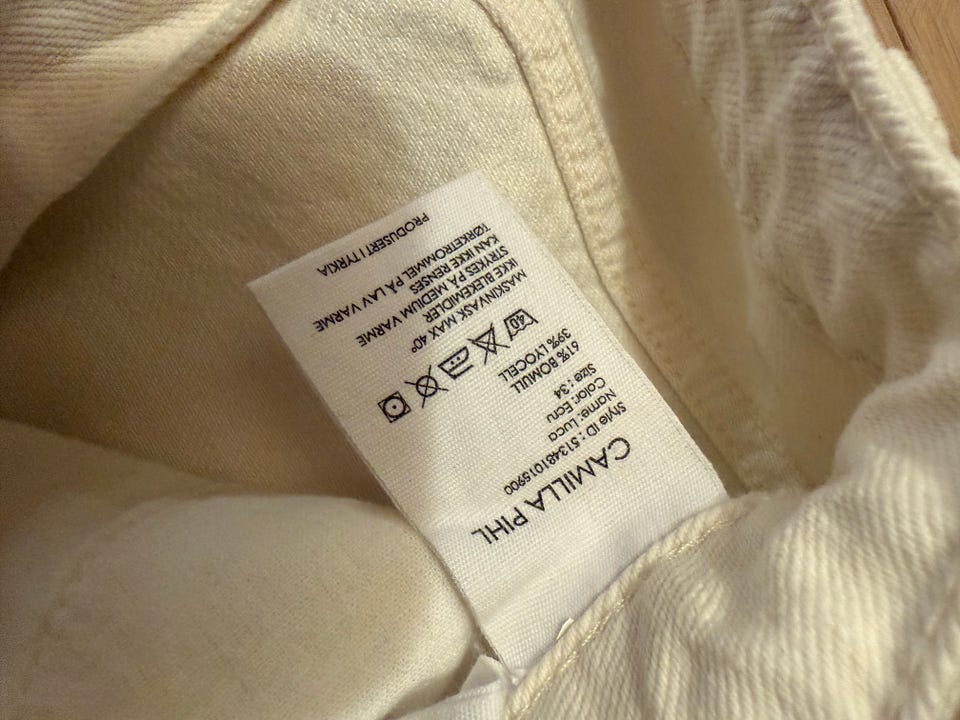 CAMILLA PIHL
Style ID : 513481015900
Name: Luca
Color: Ecru
Size : 34
61% BOMULL
39% LYOCELL
40
MASKINVASK MAX 40°
IKKE BLEKEMIDLER
STRYKES PÅ MEDIUM VARME
KAN IKKE RENSES
TØRKETROMMEL PÅ LAV VARME
PRODUSERT I TYRKIA